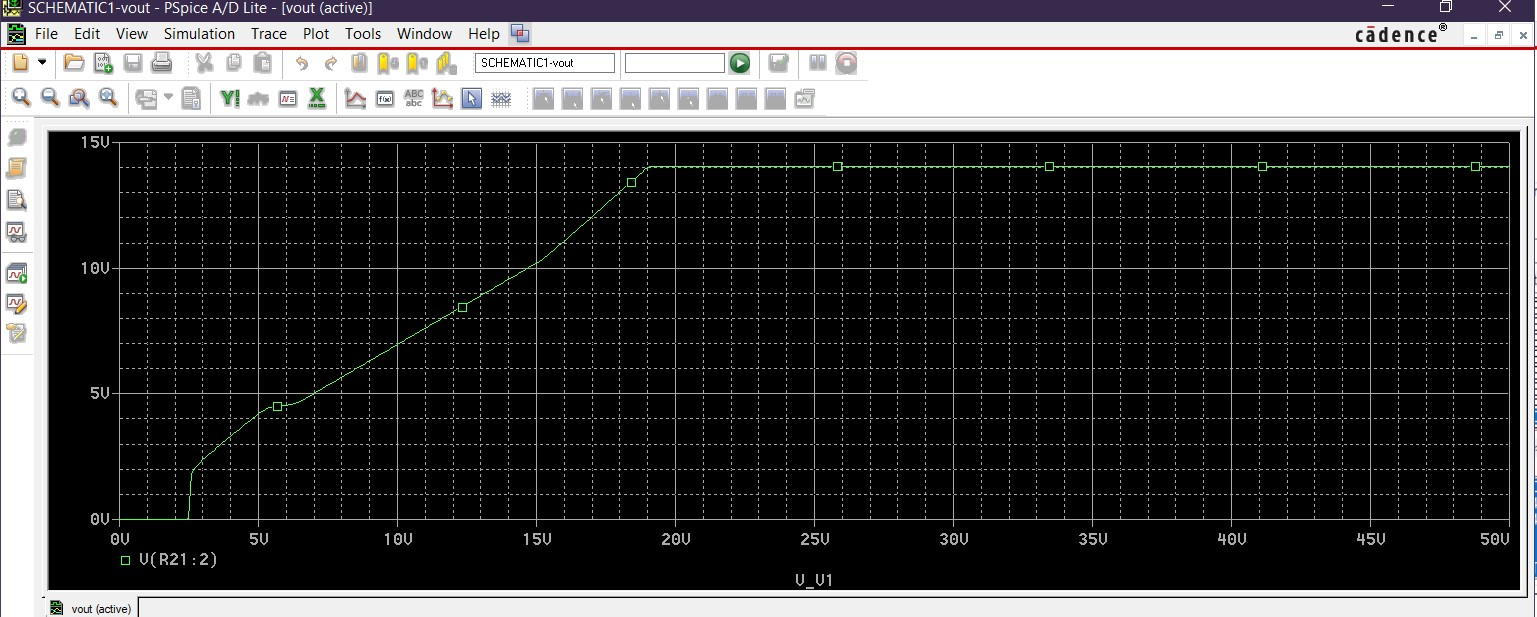 SCHEMATIC1-vout - PSpice A/D Lite - [vout (active)]
File Edit View Simulation Trace Plot Tools Window Help
cādence®
SCHEMATIC1-vout
15V
10V
5V
0V
0V 5V 10V 15V 20V 25V 30V 35V 40V 45V 50V
V(R21:2)
V_V1
vout (active)